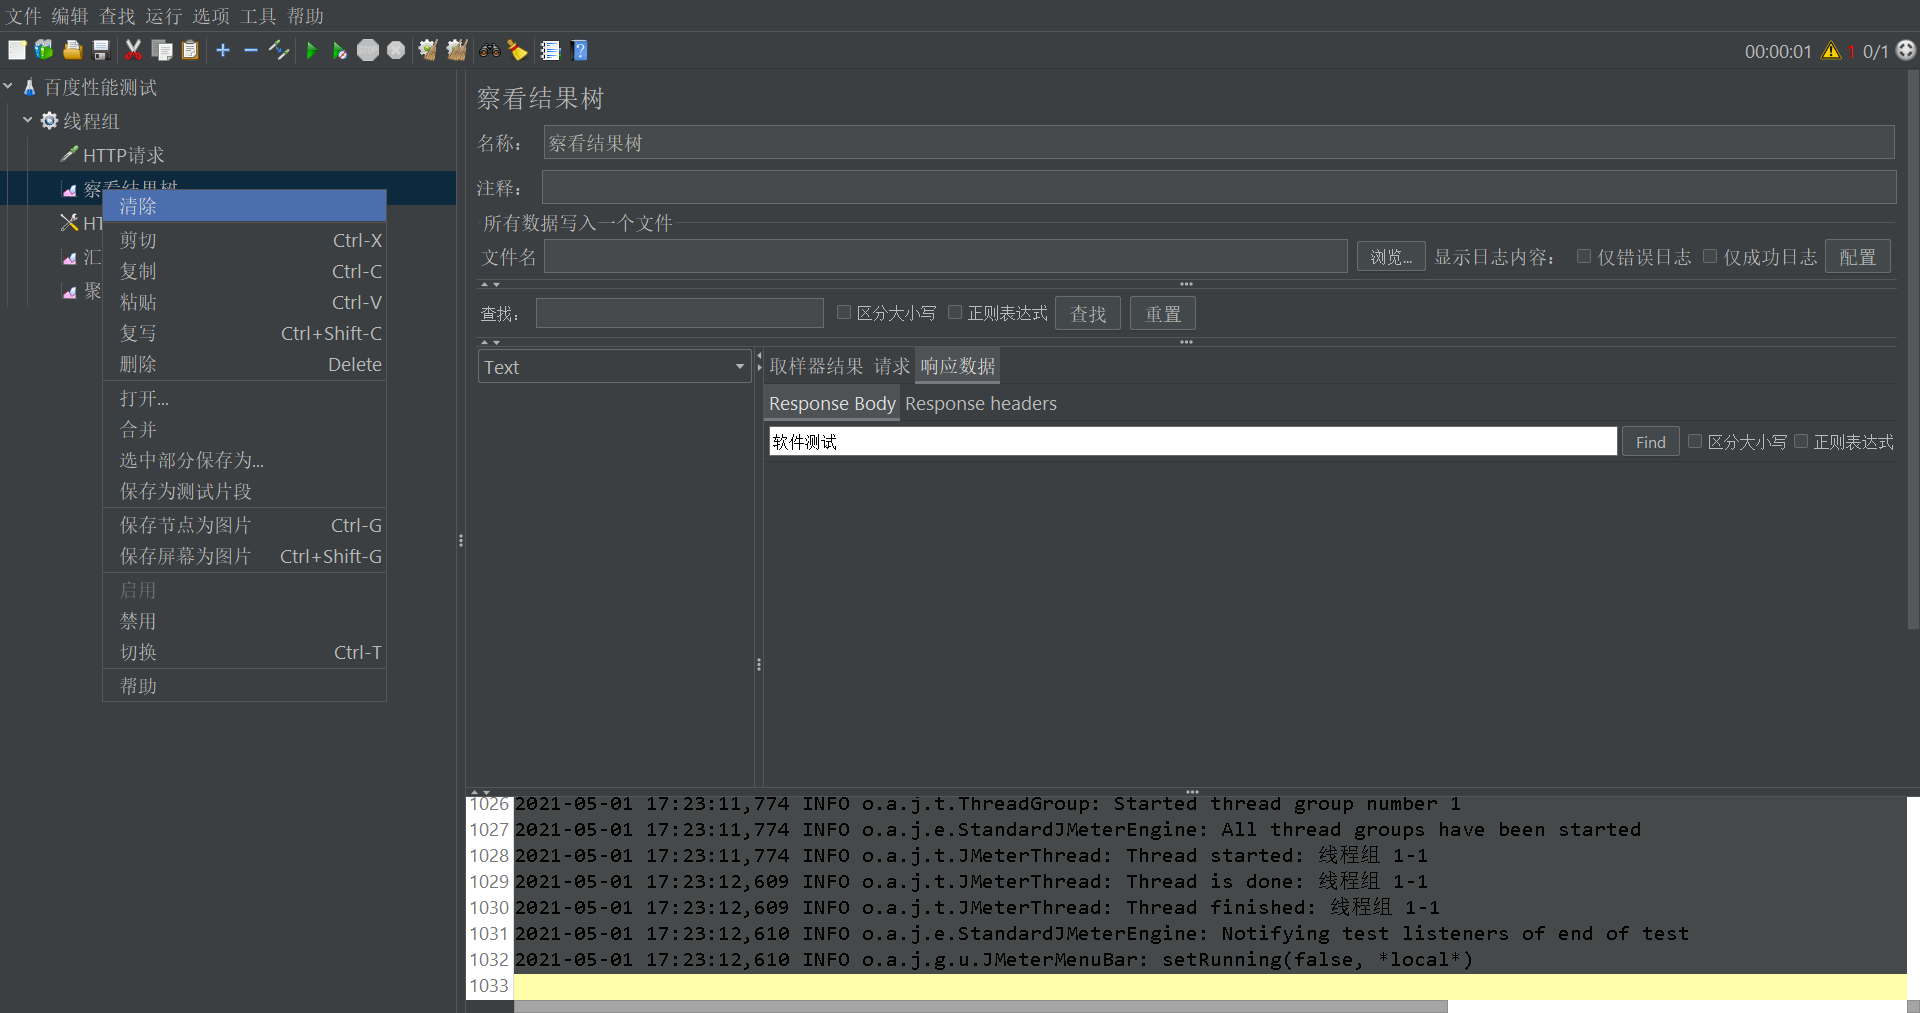 文件 编辑 查找 运行 选项 工具 帮助
00:00:01 1 0/1
百度性能测试
线程组
HTTP请求
察看结果树
HT
汇
聚
清除
剪切 Ctrl-X
复制 Ctrl-C
粘贴 Ctrl-V
复写 Ctrl+Shift-C
删除 Delete
打开...
合并
选中部分保存为...
保存为测试片段
保存节点为图片 Ctrl-G
保存屏幕为图片 Ctrl+Shift-G
启用
禁用
切换 Ctrl-T
帮助
察看结果树
名称： 察看结果树
注释：
所有数据写入一个文件
文件名 浏览... 显示日志内容： 仅错误日志 仅成功日志 配置
查找： 区分大小写 正则表达式 查找 重置
Text
取样器结果 请求 响应数据
Response Body Response headers
软件测试 Find 区分大小写 正则表达式
1026 2021-05-01 17:23:11,774 INFO o.a.j.t.ThreadGroup: Started thread group number 1
1027 2021-05-01 17:23:11,774 INFO o.a.j.e.StandardJMeterEngine: All thread groups have been started
1028 2021-05-01 17:23:11,774 INFO o.a.j.t.JMeterThread: Thread started: 线程组 1-1
1029 2021-05-01 17:23:12,609 INFO o.a.j.t.JMeterThread: Thread is done: 线程组 1-1
1030 2021-05-01 17:23:12,609 INFO o.a.j.t.JMeterThread: Thread finished: 线程组 1-1
1031 2021-05-01 17:23:12,610 INFO o.a.j.e.StandardJMeterEngine: Notifying test listeners of end of test
1032 2021-05-01 17:23:12,610 INFO o.a.j.g.u.JMeterMenuBar: setRunning(false, *local*)
1033